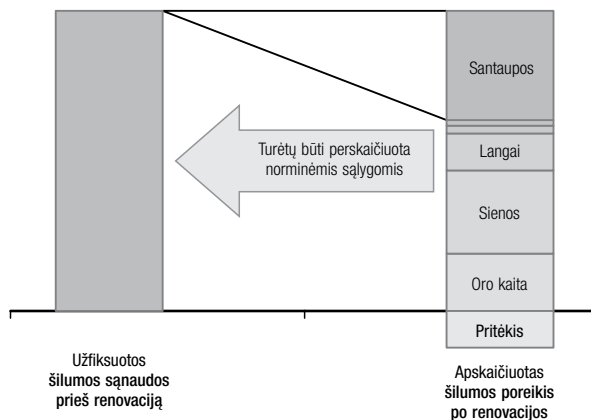 Santaupos
Turėtų būti perskaičiuota
norminėmis sąlygomis
Langai
Sienos
Oro kaita
Pritėkis
Užfiksuotos
šilumos sąnaudos
prieš renovaciją
Apskaičiuotas
šilumos poreikis
po renovacijos